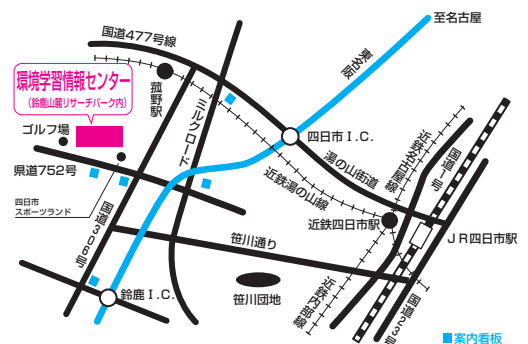 国道477号線
至名古屋
東名阪
環境学習情報センター
(鈴鹿山麓リサーチパーク内)
菰野駅
ミルクロード
ゴルフ場
四日市I.C.
湯の山街道
近鉄名古屋線
国道1号
県道752号
近鉄湯の山線
四日市
スポーツランド
近鉄四日市駅
国道306号
笹川通り
JR四日市駅
鈴鹿I.C.
笹川団地
近鉄内部線
国道23号
■案内看板